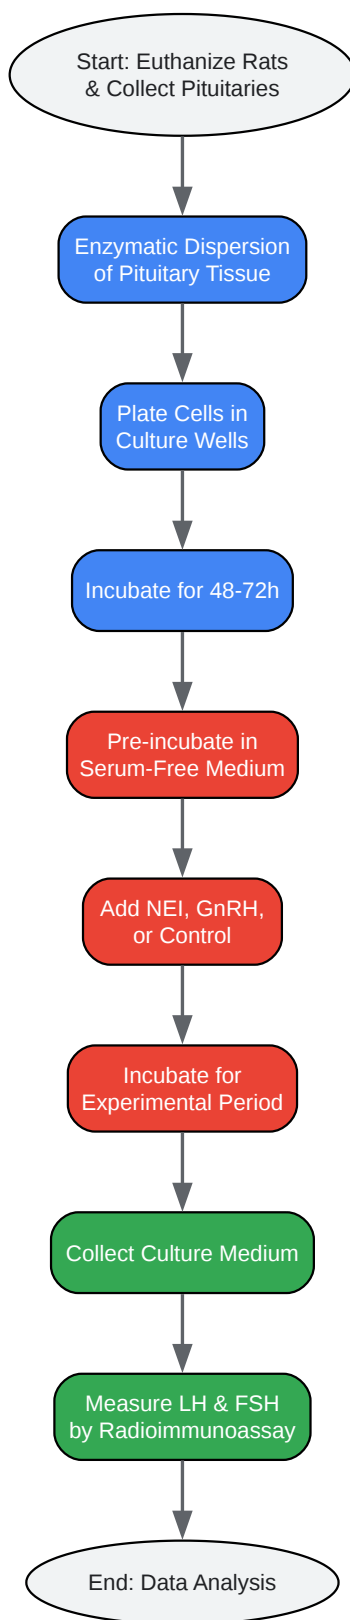 Start: Euthanize Rats
& Collect Pituitaries
Enzymatic Dispersion
of Pituitary Tissue
Plate Cells in
Culture Wells
Incubate for 48-72h
Pre-incubate in
Serum-Free Medium
Add NEI, GnRH,
or Control
Incubate for
Experimental Period
Collect Culture Medium
Measure LH & FSH
by Radioimmunoassay
End: Data Analysis